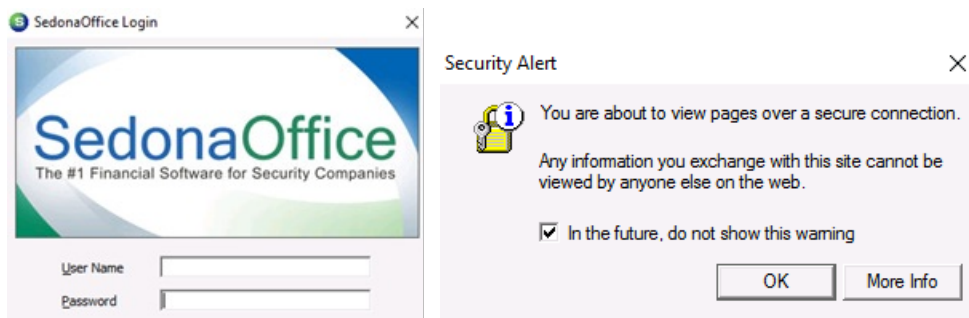 SedonaOffice Login
SedonaOffice
The #1 Financial Software for Security Companies
User Name
Password
Security Alert
You are about to view pages over a secure connection.
Any information you exchange with this site cannot be
viewed by anyone else on the web.
In the future, do not show this warning
OK
More Info